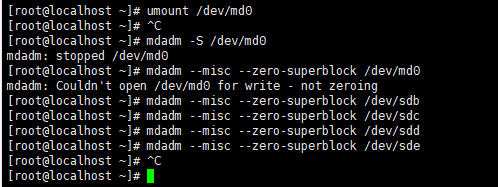 [root@localhost ~]# umount /dev/md0
[root@localhost ~]# ^C
[root@localhost ~]# mdadm -S /dev/md0
mdadm: stopped /dev/md0
[root@localhost ~]# mdadm --misc --zero-superblock /dev/md0
mdadm: Couldn't open /dev/md0 for write - not zeroing
[root@localhost ~]# mdadm --misc --zero-superblock /dev/sdb
[root@localhost ~]# mdadm --misc --zero-superblock /dev/sdc
[root@localhost ~]# mdadm --misc --zero-superblock /dev/sdd
[root@localhost ~]# mdadm --misc --zero-superblock /dev/sde
[root@localhost ~]# ^C
[root@localhost ~]#